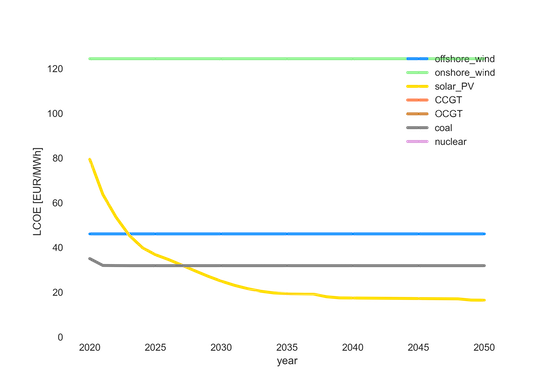 offshore_wind
onshore_wind
solar_PV
CCGT
OCGT
coal
nuclear
LCOE [EUR/MWh]
120
100
80
60
40
20
0
2020 2025 2030 2035 2040 2045 2050
year